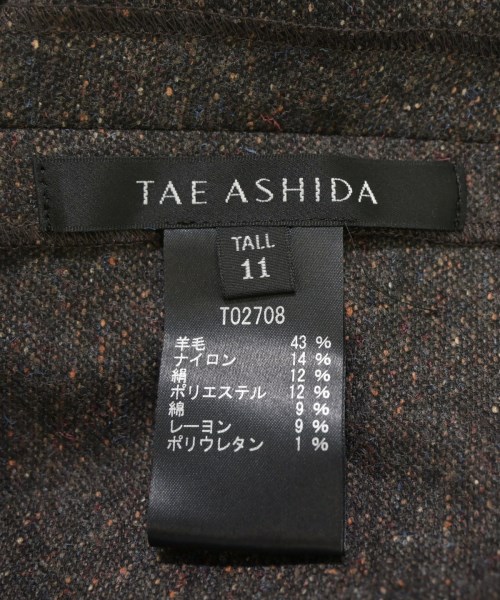 TAE ASHIDA
TALL
11
T02708
羊毛 43 %
ナイロン 14 %
絹 12 %
ポリエステル 12 %
綿 9 %
レーヨン 9 %
ポリウレタン 1 %